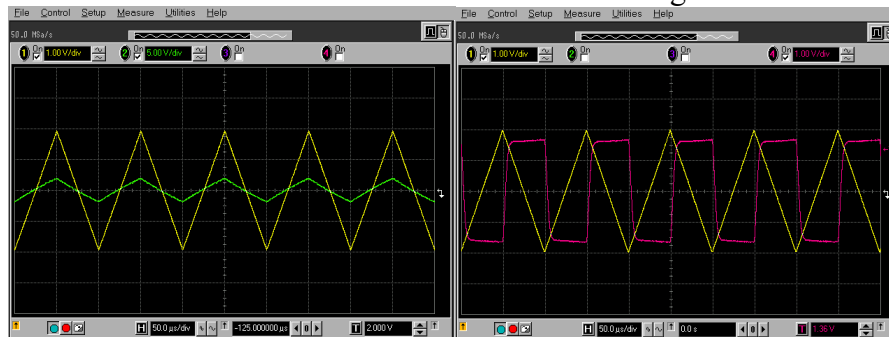 File Control Setup Measure Utilities Help
50.0 MSa/s
1 On 1.00 V/div 2 On 5.00 V/div 3 On 4 On
H 50.0 µs/div -125.000000 µs 0 T 2.000 V
File Control Setup Measure Utilities Help
50.0 MSa/s
1 On 1.00 V/div 2 On 3 On 4 On 1.00 V/div
H 50.0 µs/div 0.0 s 0 T 1.36 V